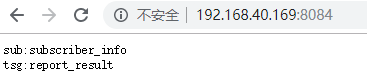 不安全 | 192.168.40.169:8084
sub:subscriber_info
tsg:report_result